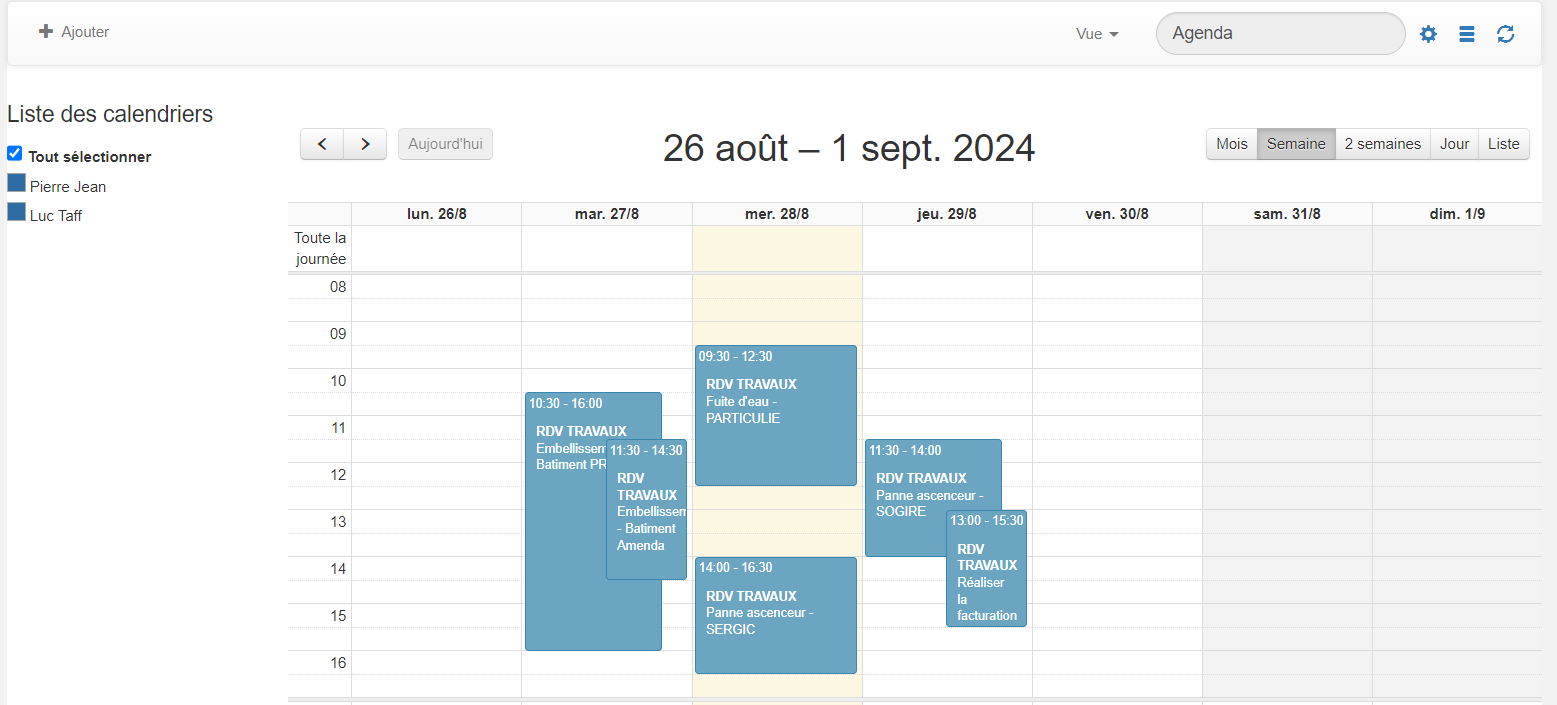 Ajouter
Vue
Agenda
Liste des calendriers
Tout sélectionner
Pierre Jean
Luc Taff
Aujourd'hui
26 août – 1 sept. 2024
Mois Semaine 2 semaines Jour Liste
lun. 26/8 mar. 27/8 mer. 28/8 jeu. 29/8 ven. 30/8 sam. 31/8 dim. 1/9
Toute la
journée
08
09
10
11
12
13
14
15
16
10:30 - 16:00
RDV TRAVAUX
Embellissem
Batiment PR
11:30 - 14:30
RDV
TRAVAUX
Embellissem
- Batiment
Amenda
09:30 - 12:30
RDV TRAVAUX
Fuite d'eau -
PARTICULIE
14:00 - 16:30
RDV TRAVAUX
Panne ascenceur -
SERGIC
11:30 - 14:00
RDV TRAVAUX
Panne ascenceur -
SOGIRE
13:00 - 15:30
RDV
TRAVAUX
Réaliser
la
facturation